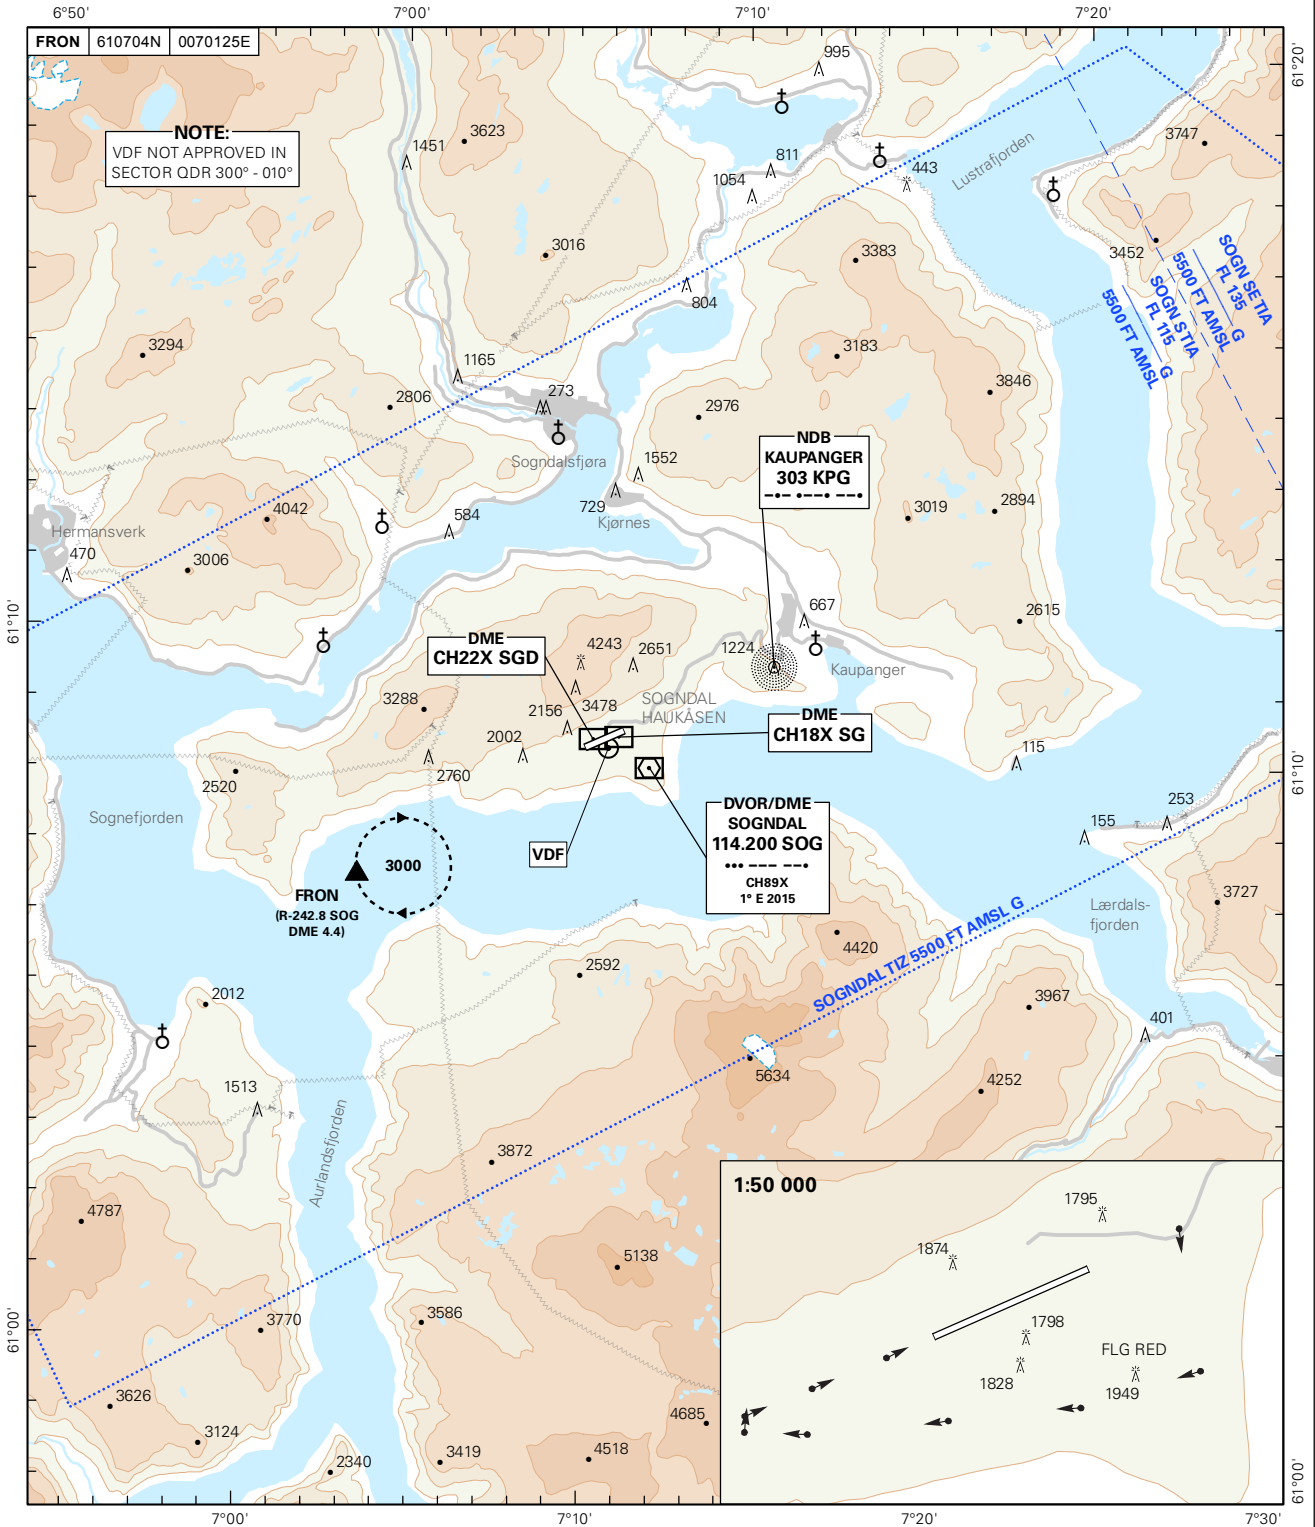 6°50'
7°00'
7°10'
7°20'
FRON 610704N 0070125E
995
61°20'
NOTE:
VDF NOT APPROVED IN
SECTOR QDR 300° - 010°
3623
1451
811
1054
443
Lustrafjorden
3747
3016
3383
3452
804
SOGN SETIA
FL 135
5500 FT AMSL G
SOGN STIA
FL 115 G
5500 FT AMSL
3294
1165
3183
2806
273
3846
2976
NDB
KAUPANGER
303 KPG
Sogndalsfjøra
1552
4042
584
729
Kjørnes
3019
2894
Hermansverk
470
3006
61°10'
667
2615
DME
CH22X SGD
4243
2651
1224
Kaupanger
3288
3478
SOGNDAL
HAUKÅSEN
2156
DME
CH18X SG
2002
2760
2520
115
61°10'
Sognefjorden
DVOR/DME
SOGNDAL
114.200 SOG
CH89X
1° E 2015
253
155
VDF
3000
FRON
(R-242.8 SOG
DME 4.4)
3727
Lærdals-
fjorden
4420
SOGNDAL TIZ 5500 FT AMSL G
2592
2012
3967
401
5634
4252
1513
Aurlandsfjorden
3872
1:50 000
4787
1795
1874
5138
3586
3770
1798
FLG RED
1828
1949
61°00'
3626
3124
2340
3419
4518
4685
61°00'
7°00'
7°10'
7°20'
7°30'